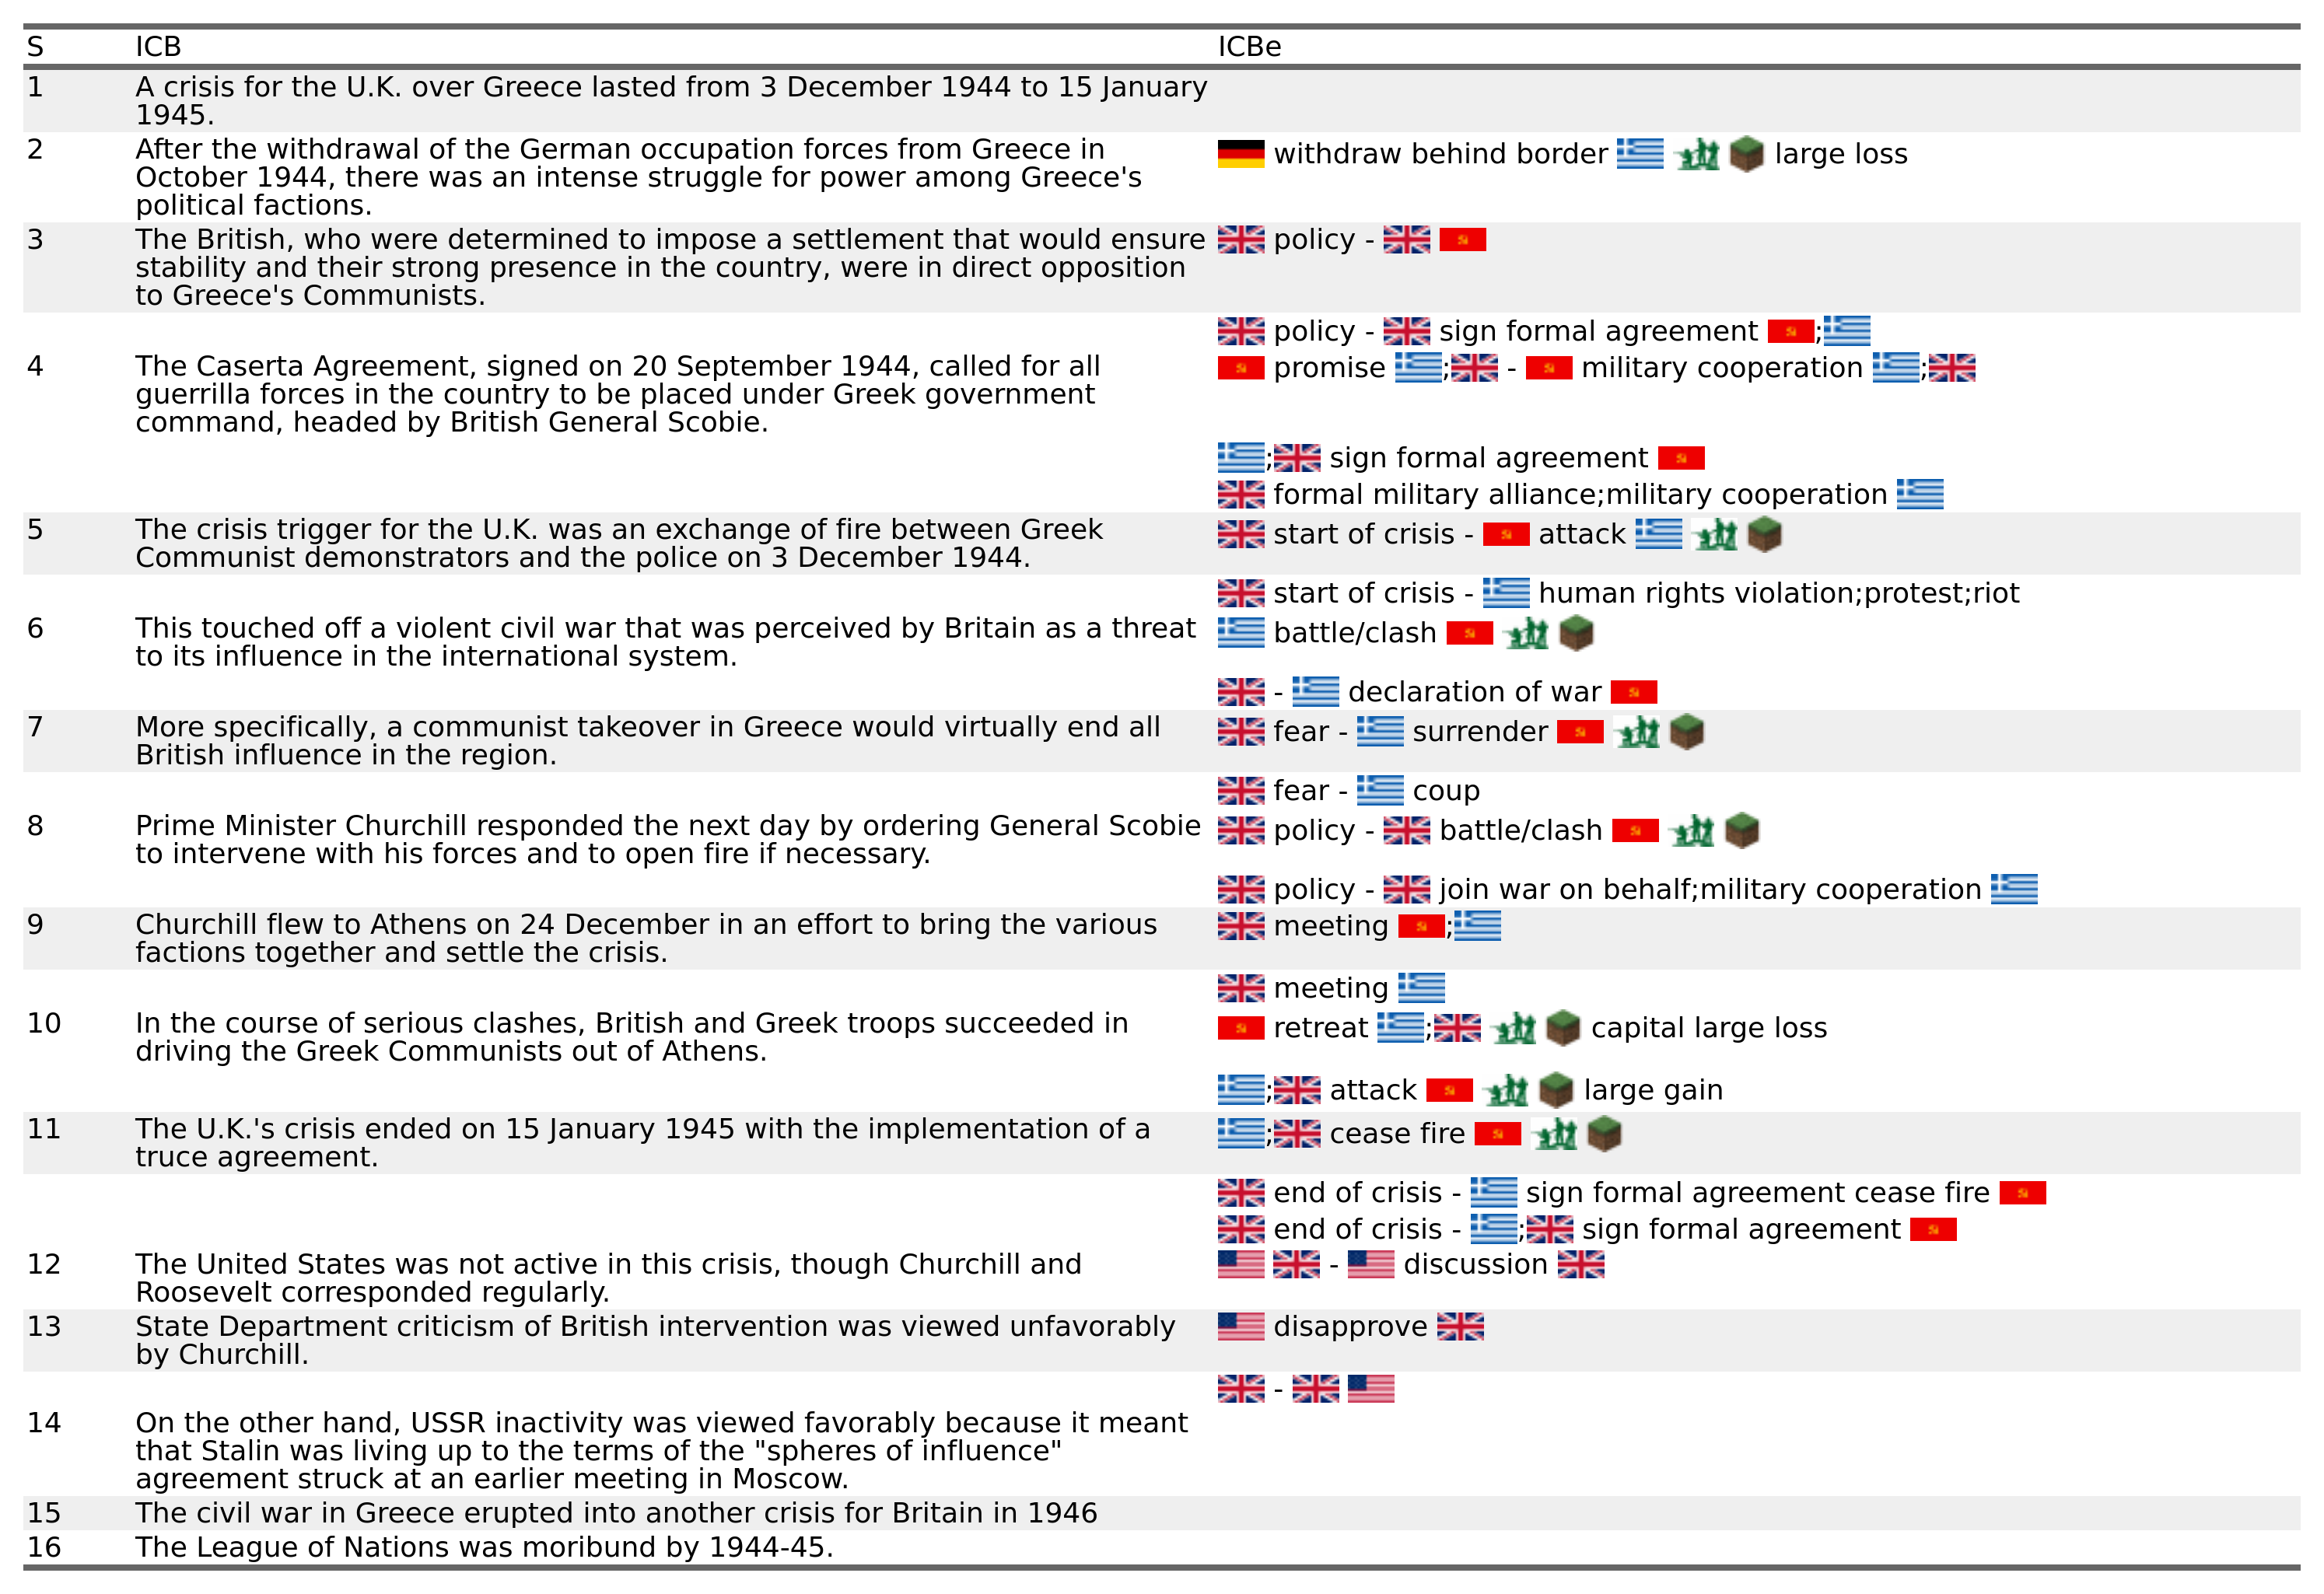 S ICB ICBe
1 A crisis for the U.K. over Greece lasted from 3 December 1944 to 15 January
1945.
2 After the withdrawal of the German occupation forces from Greece in withdraw behind border large loss
October 1944, there was an intense struggle for power among Greece's
political factions.
3 The British, who were determined to impose a settlement that would ensure policy -
stability and their strong presence in the country, were in direct opposition
to Greece's Communists.
policy - sign formal agreement ;
4 The Caserta Agreement, signed on 20 September 1944, called for all promise ; - military cooperation ;
guerrilla forces in the country to be placed under Greek government
command, headed by British General Scobie.
; sign formal agreement
formal military alliance;military cooperation
5 The crisis trigger for the U.K. was an exchange of fire between Greek start of crisis - attack
Communist demonstrators and the police on 3 December 1944.
start of crisis - human rights violation;protest;riot
6 This touched off a violent civil war that was perceived by Britain as a threat battle/clash
to its influence in the international system.
- declaration of war
7 More specifically, a communist takeover in Greece would virtually end all fear - surrender
British influence in the region.
fear - coup
8 Prime Minister Churchill responded the next day by ordering General Scobie policy - battle/clash
to intervene with his forces and to open fire if necessary.
policy - join war on behalf;military cooperation
9 Churchill flew to Athens on 24 December in an effort to bring the various meeting ;
factions together and settle the crisis.
meeting
10 In the course of serious clashes, British and Greek troops succeeded in retreat ; capital large loss
driving the Greek Communists out of Athens.
; attack large gain
11 The U.K.'s crisis ended on 15 January 1945 with the implementation of a ; cease fire
truce agreement.
end of crisis - sign formal agreement cease fire
end of crisis - ; sign formal agreement
12 The United States was not active in this crisis, though Churchill and - discussion
Roosevelt corresponded regularly.
13 State Department criticism of British intervention was viewed unfavorably disapprove
by Churchill.
-
14 On the other hand, USSR inactivity was viewed favorably because it meant
that Stalin was living up to the terms of the "spheres of influence"
agreement struck at an earlier meeting in Moscow.
15 The civil war in Greece erupted into another crisis for Britain in 1946
16 The League of Nations was moribund by 1944-45.